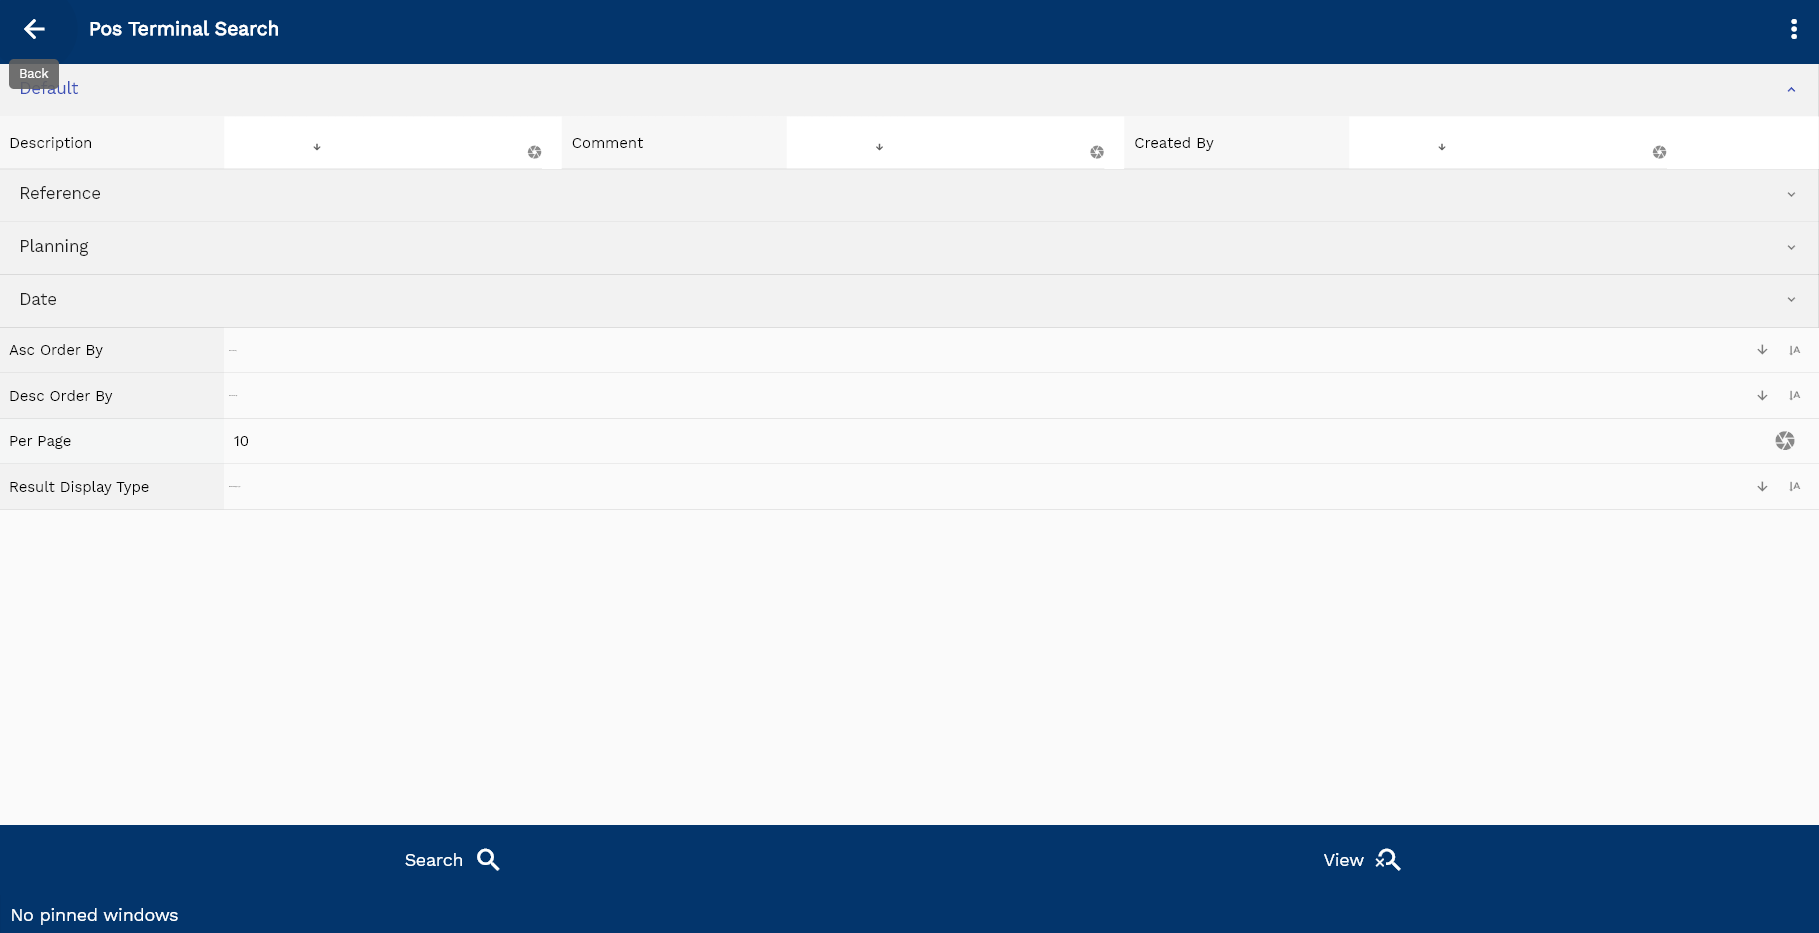 Pos Terminal Search
Back
Default
Description
Comment
Created By
Reference
Planning
Date
Asc Order By
Desc Order By
Per Page 10
Result Display Type
Search
View
No pinned windows